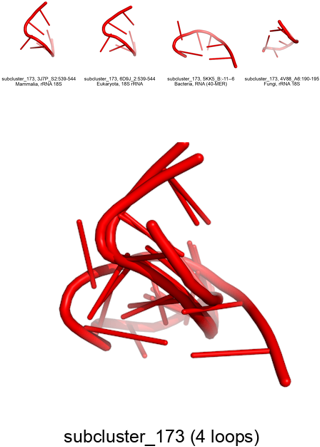 subcluster_173, 3J7P_S2:539-544
Mammalia, rRNA 18S
subcluster_173, 8D9J_2:539-544
Eukaryota, 18S rRNA
subcluster_173, 5KK5_B:-11--6
Bacteria, RNA (40-MER)
subcluster_173, 4V88_A6:190-195
Fungi, rRNA 18S
subcluster_173 (4 loops)